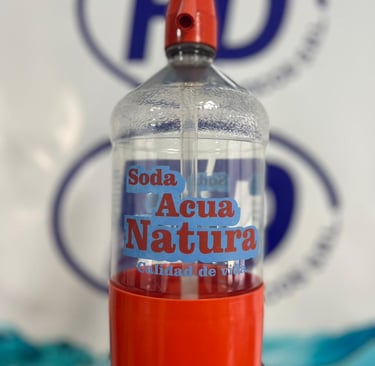 Soda
Acua
Natura
Calidad de vida